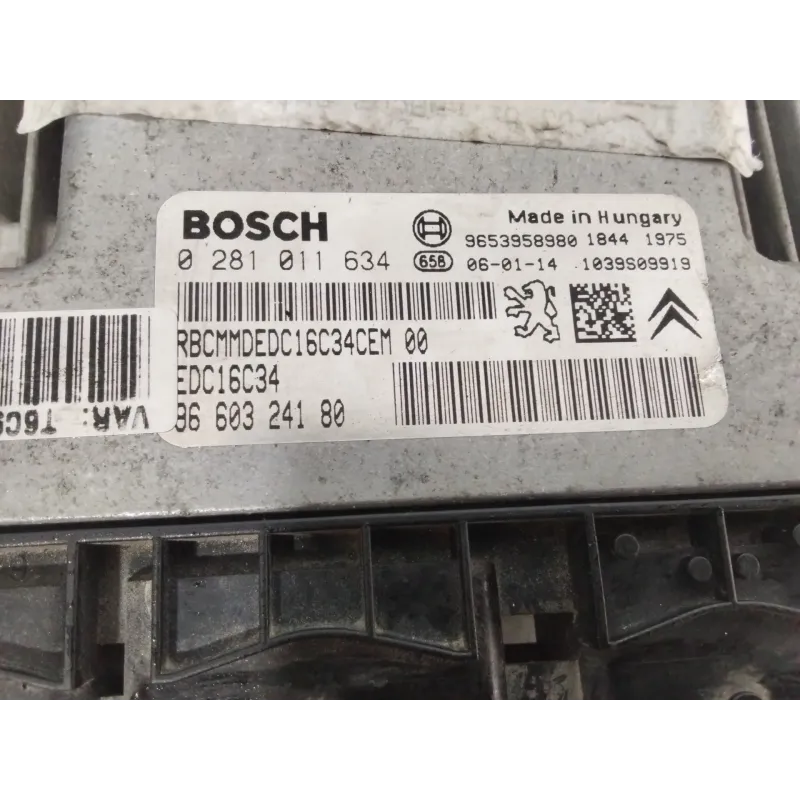 BOSCH
Made in Hungary
9653958980 1844 1975
0 281 011 634
658 06-01-14 1039S09919
RBCMMDEDC16C34CEM 00
EDC16C34
96 603 241 80
VAR: T6C9